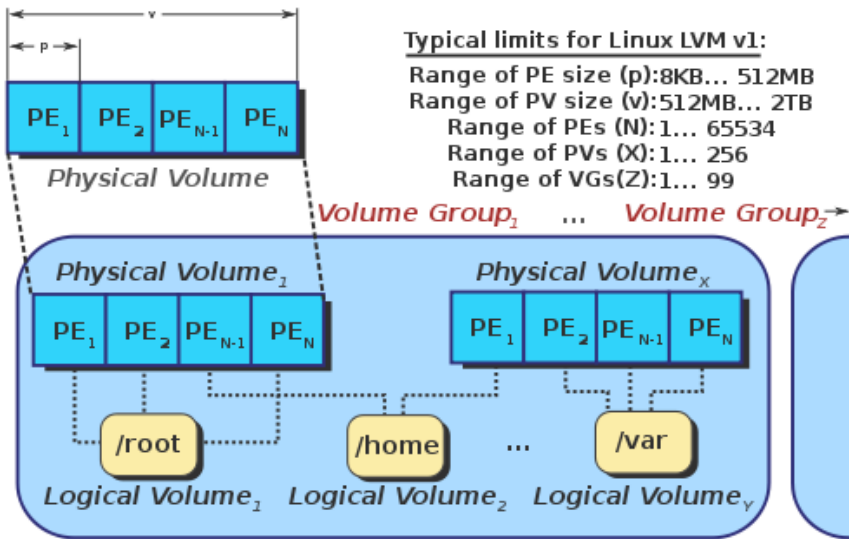 v
p
PE1 PE2 PEN-1 PEN
Physical Volume
Typical limits for Linux LVM v1:
Range of PE size (p):8KB... 512MB
Range of PV size (v):512MB... 2TB
Range of PEs (N):1... 65534
Range of PVs (X):1... 256
Range of VGs(Z):1... 99
Volume Group1 ... Volume GroupZ
Physical Volume1 Physical VolumeX
PE1 PE2 PEN-1 PEN PE1 PE2 PEN-1 PEN
/root /home ... /var
Logical Volume1 Logical Volume2 Logical VolumeY